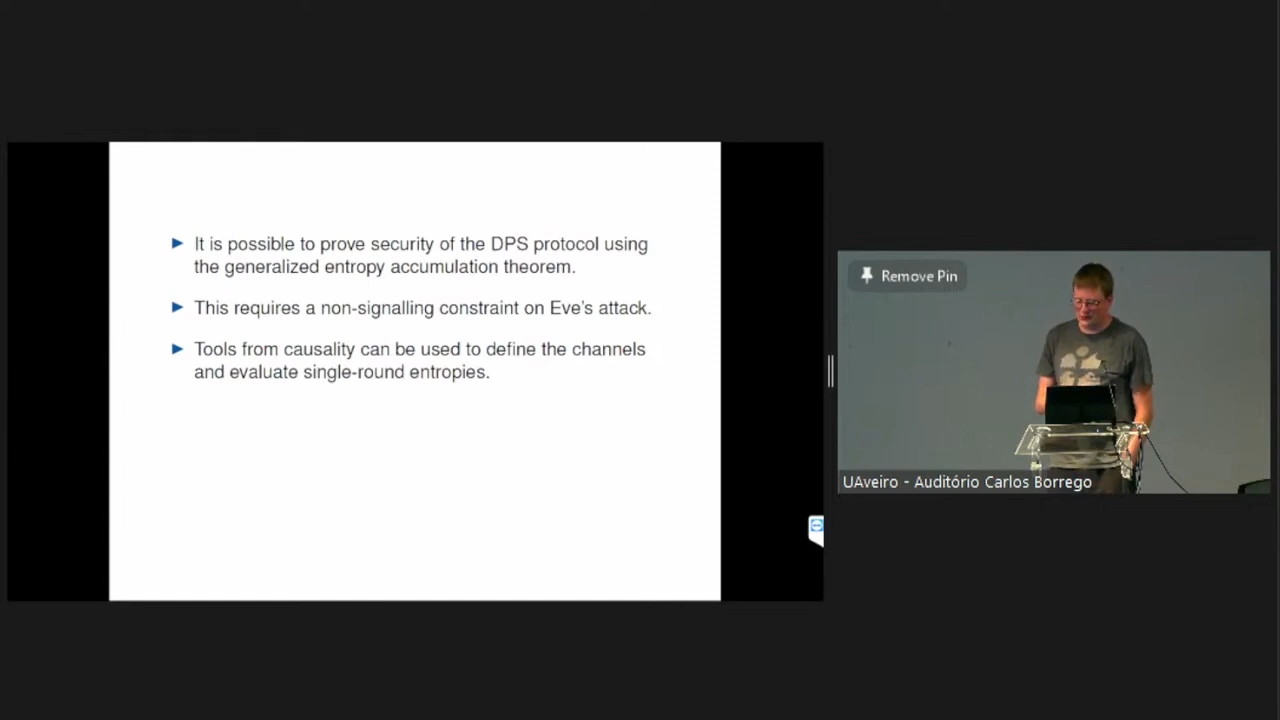 ► It is possible to prove security of the DPS protocol using
the generalized entropy accumulation theorem.
► This requires a non-signalling constraint on Eve's attack.
► Tools from causality can be used to define the channels
and evaluate single-round entropies.
Remove Pin
UAveiro - Auditório Carlos Borrego